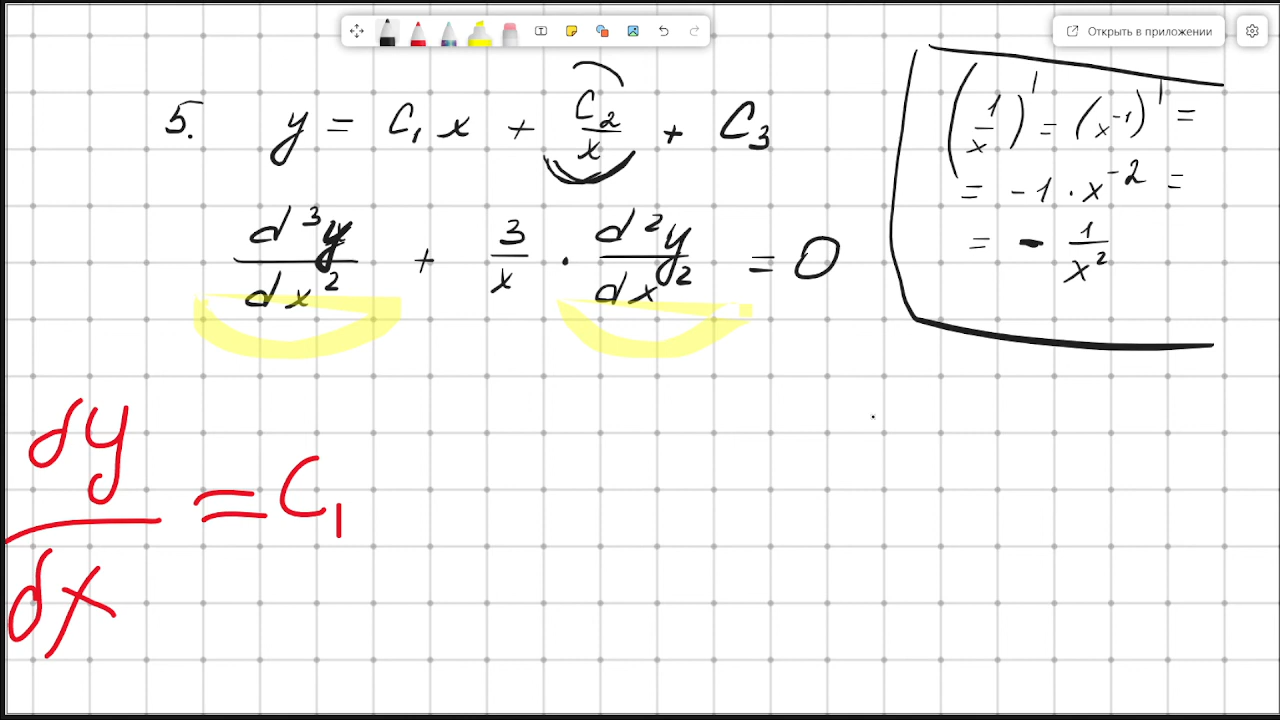 Открыть в приложении
5. y = C₁ x + C₂/x + C₃
d³y/dx² + 3/x · d²y/dx² = 0
(1/x)' = (x⁻¹)' =
= -1 · x⁻² =
= - 1/x²
dy/dx = C₁